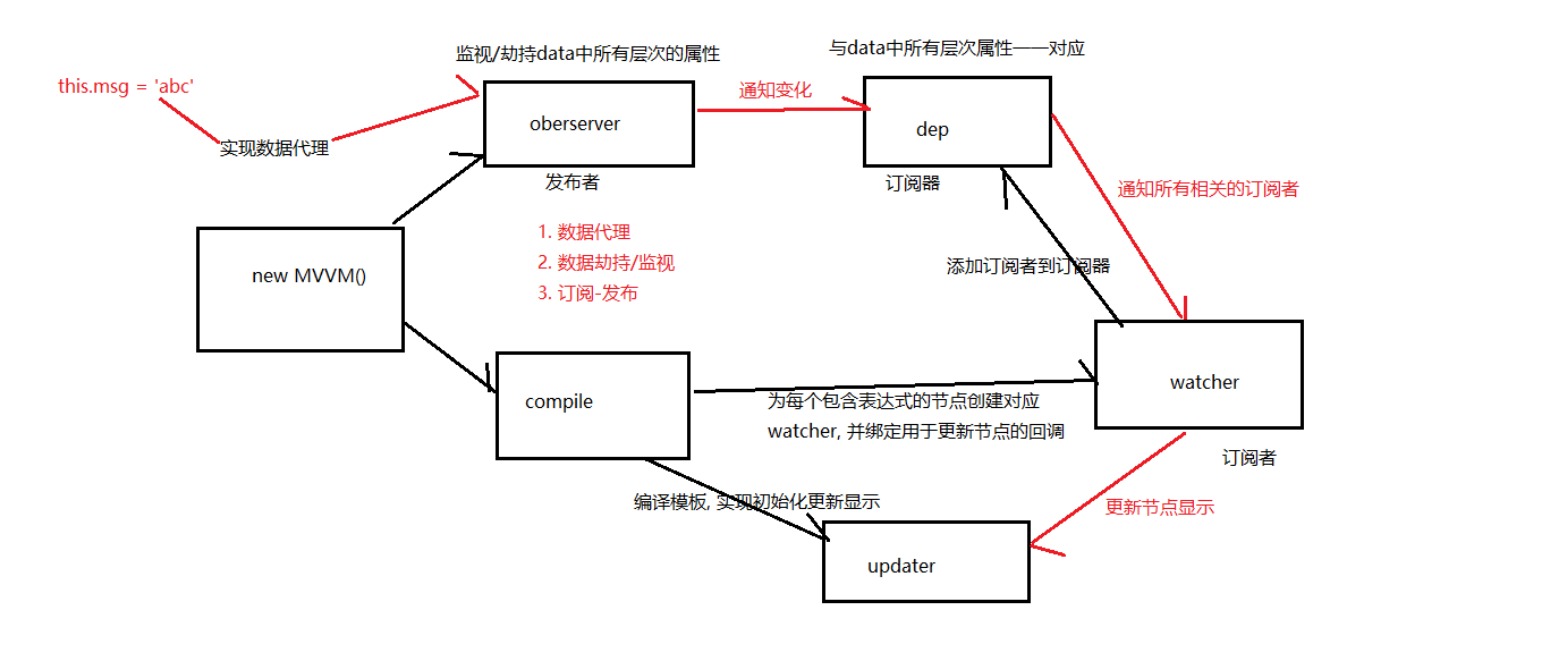 监视/劫持data中所有层次的属性
与data中所有层次属性一一对应
this.msg = 'abc'
通知变化
oberserver
dep
实现数据代理
发布者
订阅器
通知所有相关的订阅者
1. 数据代理
2. 数据劫持/监视
3. 订阅-发布
new MVVM()
添加订阅者到订阅器
compile
watcher
为每个包含表达式的节点创建对应
watcher, 并绑定用于更新节点的回调
订阅者
编译模板, 实现初始化更新显示
更新节点显示
updater